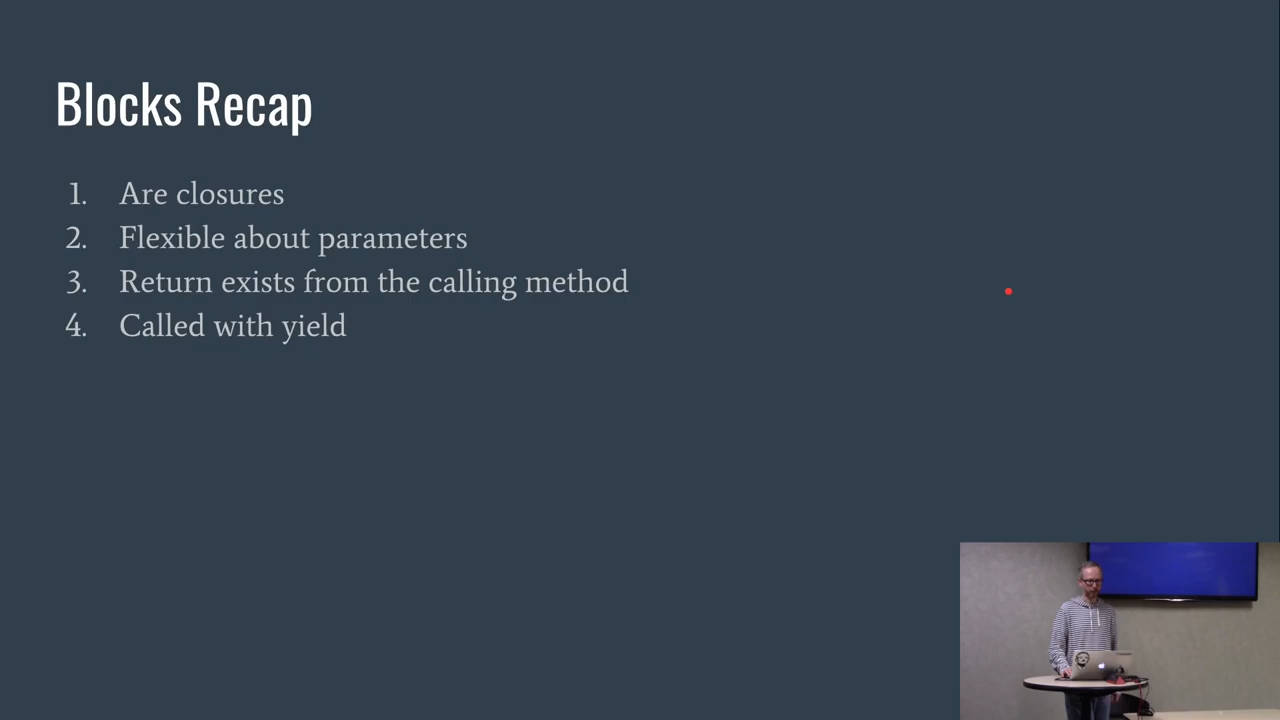 Blocks Recap
1. Are closures
2. Flexible about parameters
3. Return exists from the calling method
4. Called with yield